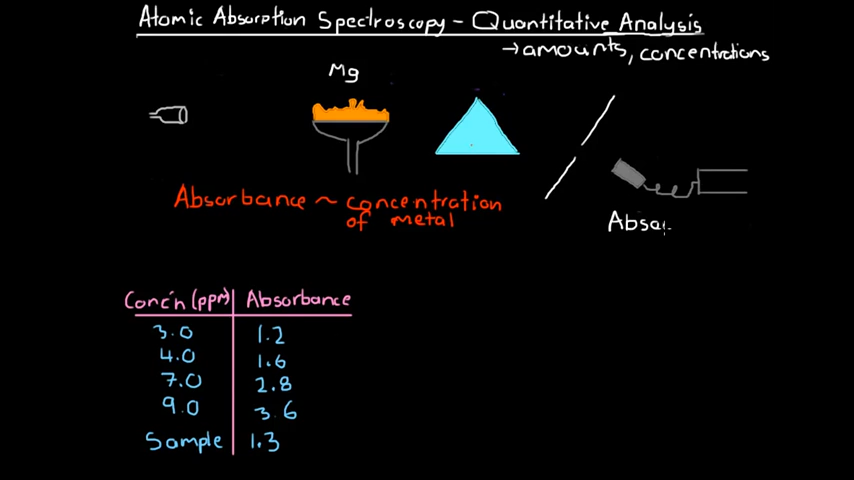 Atomic Absorption Spectroscopy - Quantitative Analysis
→ amounts, concentrations
Mg
Absorbance ~ concentration
of metal
Absa
Conc'n (ppm) Absorbance
3.0 1.2
4.0 1.6
7.0 2.8
9.0 3.6
Sample 1.3